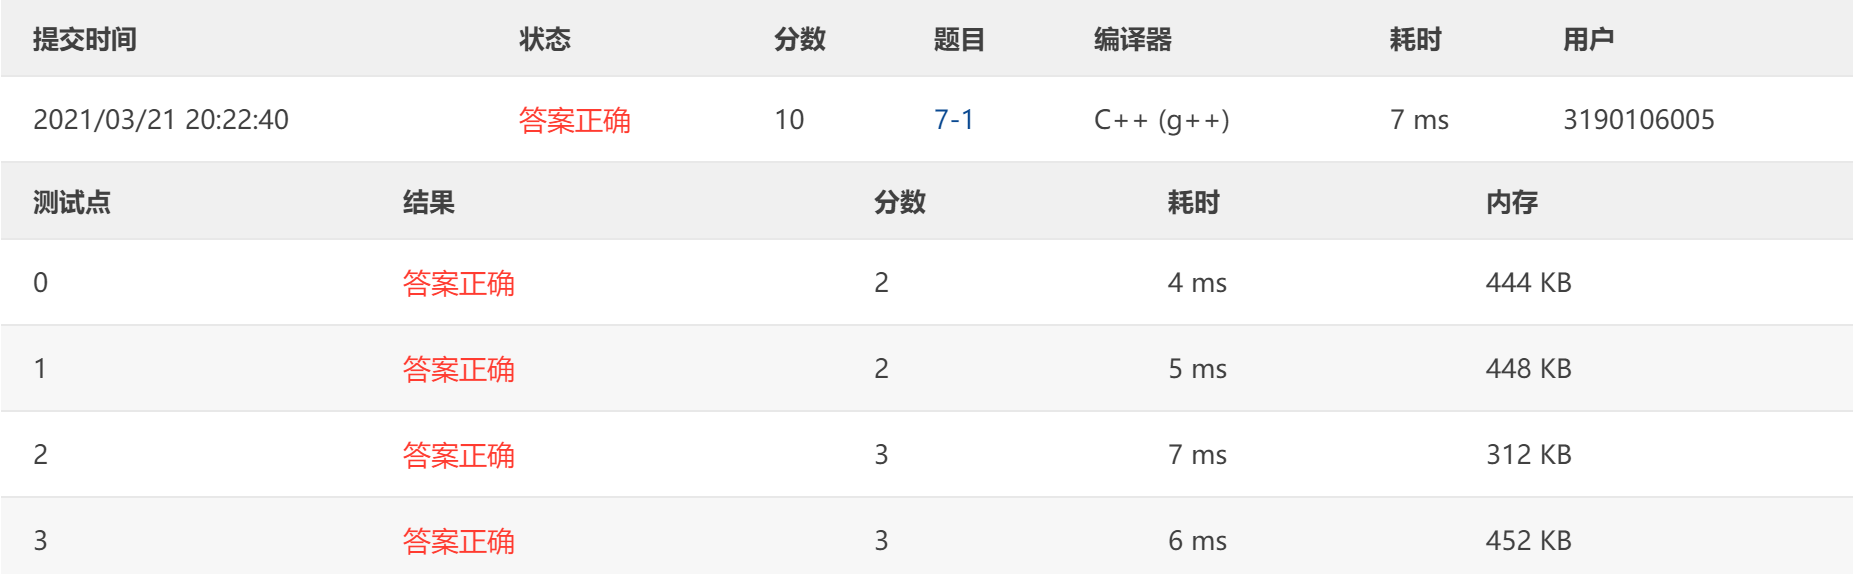 提交时间 状态 分数 题目 编译器 耗时 用户
2021/03/21 20:22:40 答案正确 10 7-1 C++ (g++) 7 ms 3190106005
测试点 结果 分数 耗时 内存
0 答案正确 2 4 ms 444 KB
1 答案正确 2 5 ms 448 KB
2 答案正确 3 7 ms 312 KB
3 答案正确 3 6 ms 452 KB